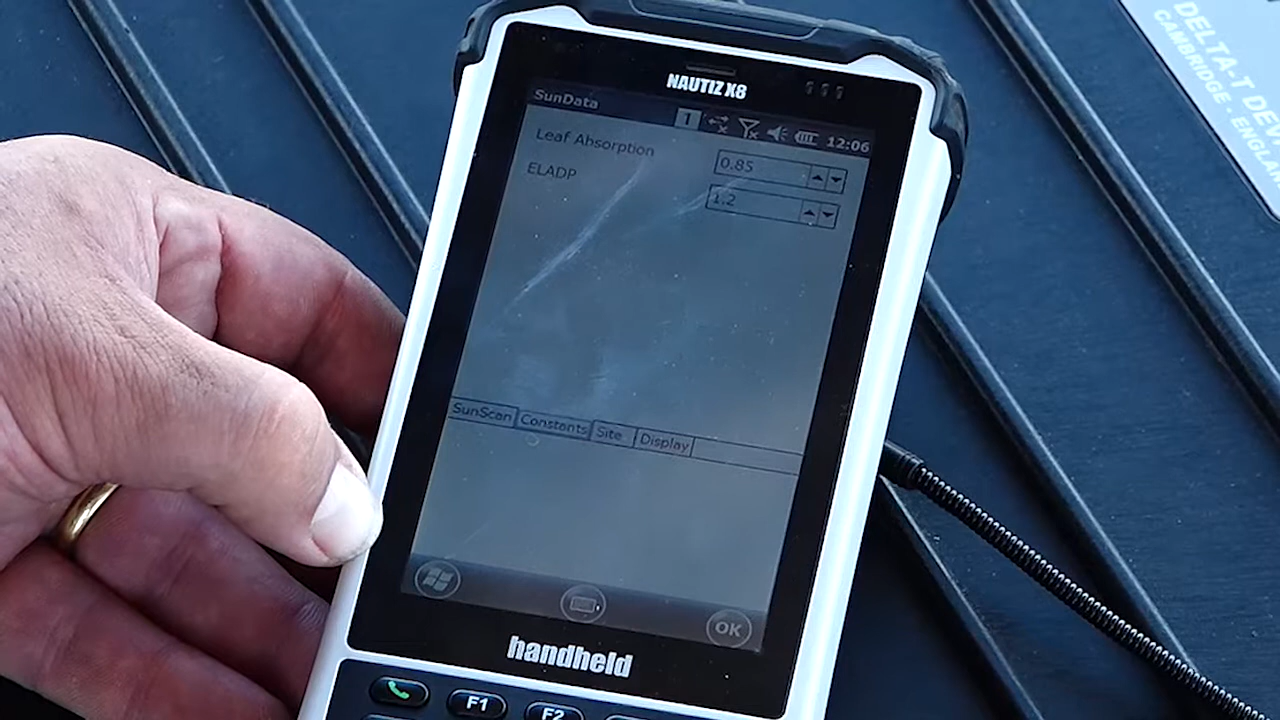 DELTA-T DEV
CAMBRIDGE - ENGLAN
NAUTIZ X8
SunData
1
12:06
Leaf Absorption
0.85
ELADP
1.2
SunScan
Constants
Site
Display
OK
handheld
F1
F2